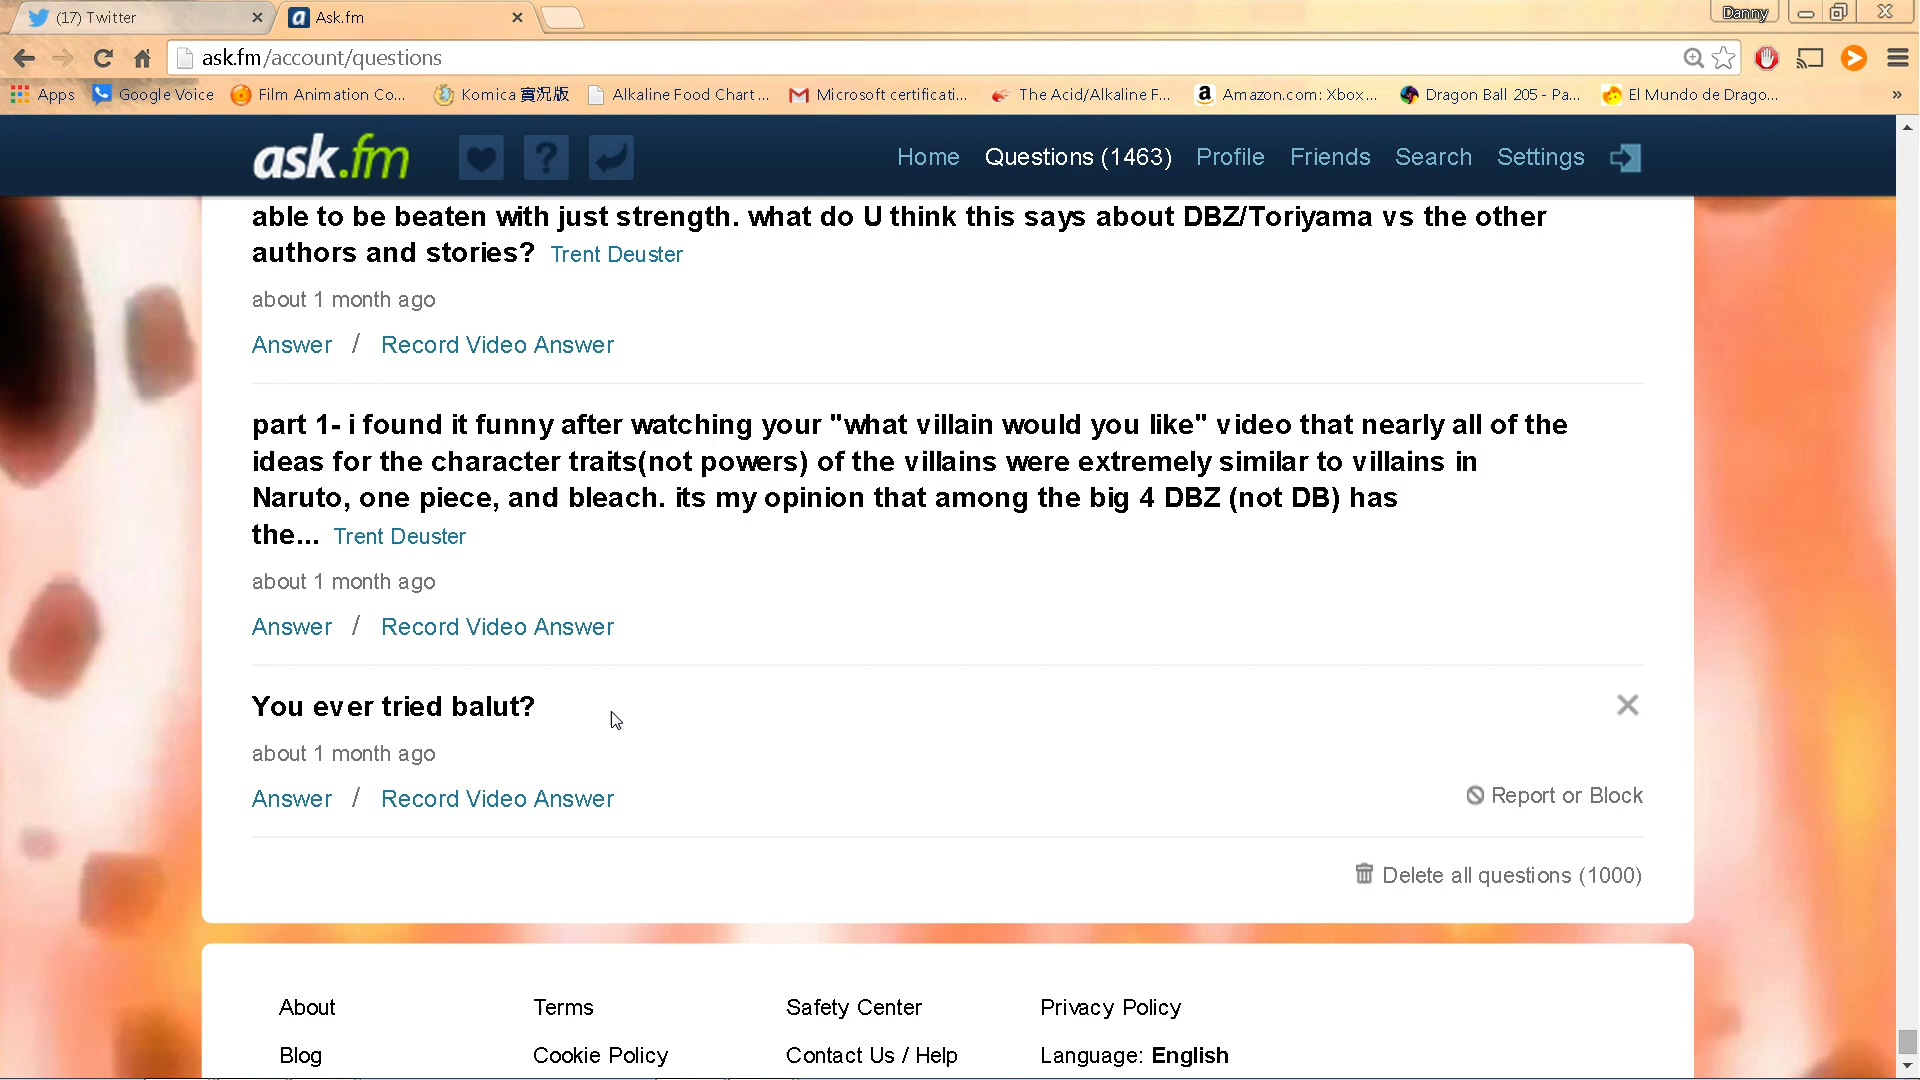 (17) Twitter
Ask.fm
Danny
ask.fm/account/questions
Apps
Google Voice
Film Animation Co...
Komica 實況版
Alkaline Food Chart ...
Microsoft certificati...
The Acid/Alkaline F...
Amazon.com: Xbox...
Dragon Ball 205 - Pa...
El Mundo de Drago...
»
ask.fm
Home
Questions (1463)
Profile
Friends
Search
Settings
able to be beaten with just strength. what do U think this says about DBZ/Toriyama vs the other
authors and stories? Trent Deuster
about 1 month ago
Answer / Record Video Answer
part 1- i found it funny after watching your "what villain would you like" video that nearly all of the
ideas for the character traits(not powers) of the villains were extremely similar to villains in
Naruto, one piece, and bleach. its my opinion that among the big 4 DBZ (not DB) has
the... Trent Deuster
about 1 month ago
Answer / Record Video Answer
You ever tried balut?
about 1 month ago
Answer / Record Video Answer
Report or Block
Delete all questions (1000)
About
Terms
Safety Center
Privacy Policy
Blog
Cookie Policy
Contact Us / Help
Language: English